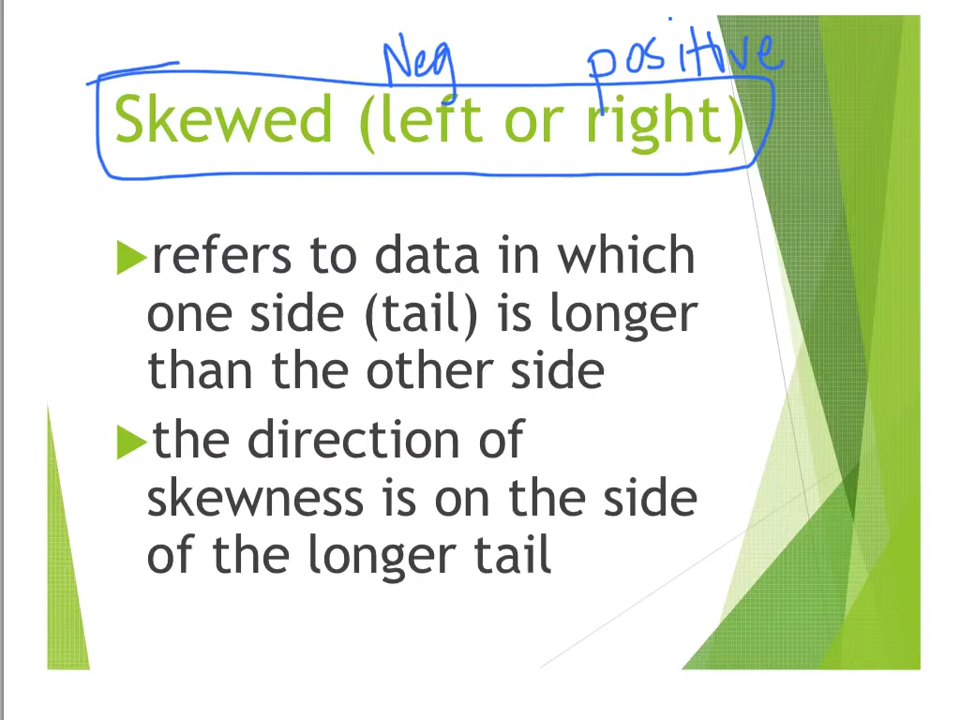 Neg positive
Skewed (left or right)
refers to data in which
one side (tail) is longer
than the other side
the direction of
skewness is on the side
of the longer tail